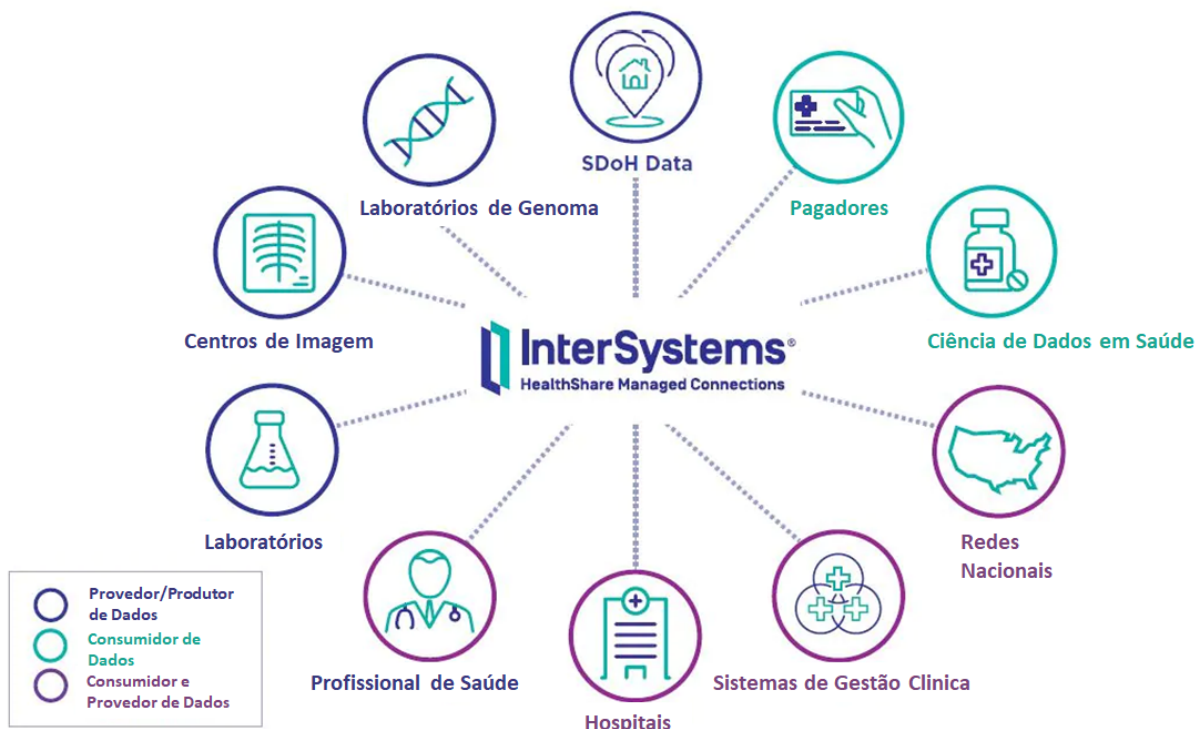 SDoH Data
Laboratórios de Genoma
Pagadores
Centros de Imagem
InterSystems®
HealthShare Managed Connections
Ciência de Dados em Saúde
Laboratórios
Redes
Nacionais
Profissional de Saúde
Hospitais
Sistemas de Gestão Clinica
Provedor/Produtor
de Dados
Consumidor de
Dados
Consumidor e
Provedor de Dados